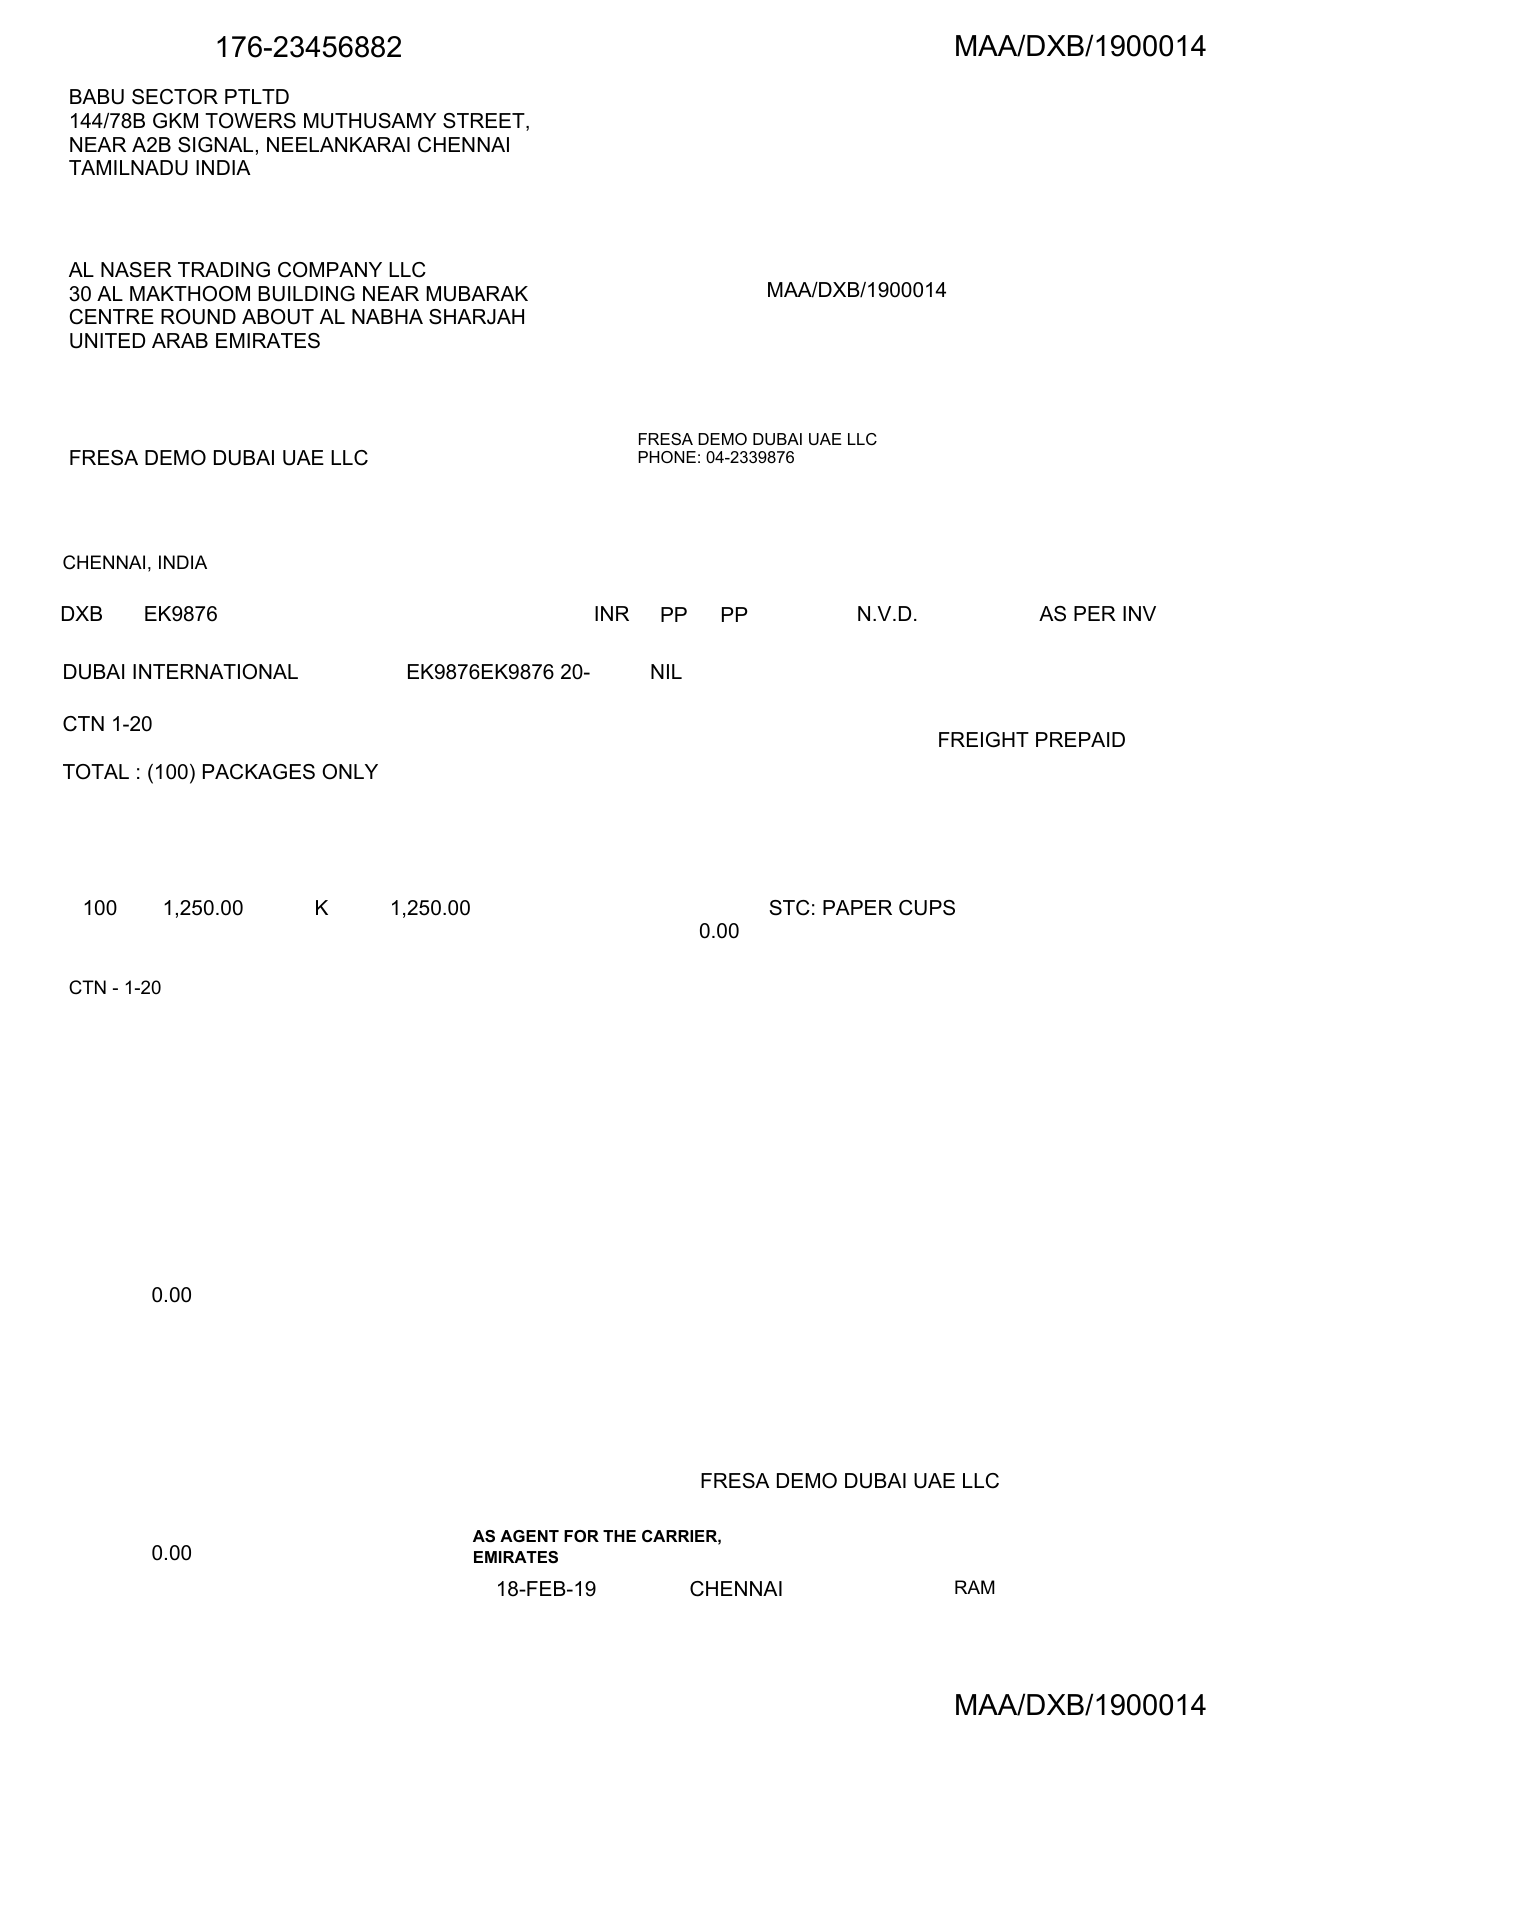 176-23456882 MAA/DXB/1900014
BABU SECTOR PTLTD
144/78B GKM TOWERS MUTHUSAMY STREET,
NEAR A2B SIGNAL, NEELANKARAI CHENNAI
TAMILNADU INDIA
AL NASER TRADING COMPANY LLC
30 AL MAKTHOOM BUILDING NEAR MUBARAK
CENTRE ROUND ABOUT AL NABHA SHARJAH
UNITED ARAB EMIRATES
MAA/DXB/1900014
FRESA DEMO DUBAI UAE LLC
FRESA DEMO DUBAI UAE LLC
PHONE: 04-2339876
CHENNAI, INDIA
DXB EK9876 INR PP PP N.V.D. AS PER INV
DUBAI INTERNATIONAL EK9876EK9876 20- NIL
CTN 1-20
FREIGHT PREPAID
TOTAL : (100) PACKAGES ONLY
100 1,250.00 K 1,250.00 STC: PAPER CUPS
0.00
CTN - 1-20
0.00
FRESA DEMO DUBAI UAE LLC
AS AGENT FOR THE CARRIER,
EMIRATES
0.00
18-FEB-19 CHENNAI RAM
MAA/DXB/1900014